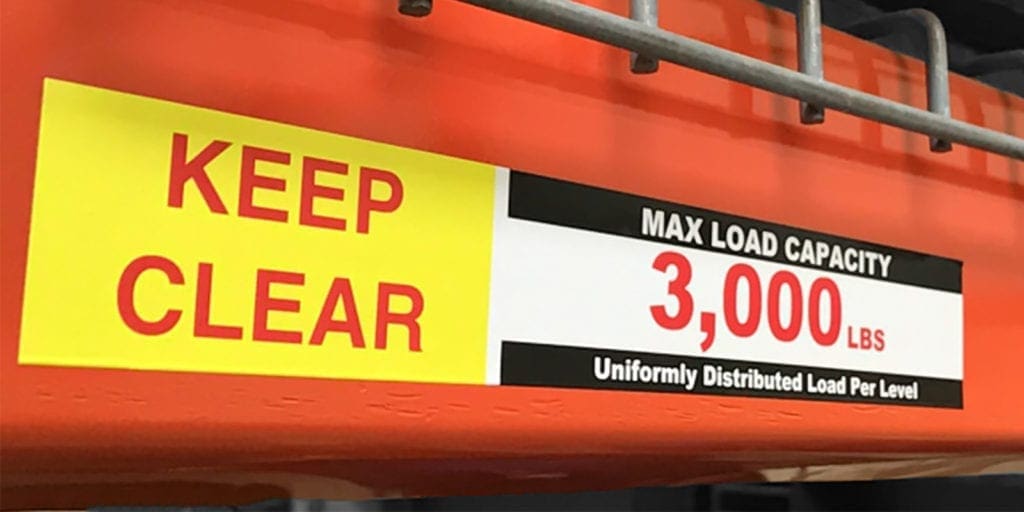 KEEP
CLEAR
MAX LOAD CAPACITY
3,000 LBS
Uniformly Distributed Load Per Level